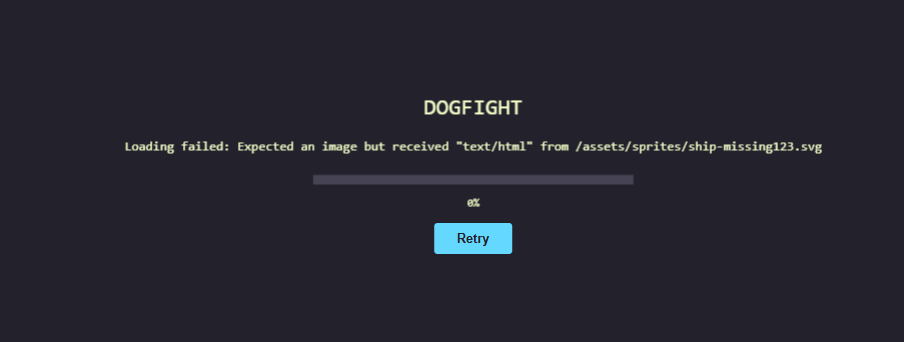 DOGFIGHT
Loading failed: Expected an image but received "text/html" from /assets/sprites/ship-missing123.svg
0%
Retry